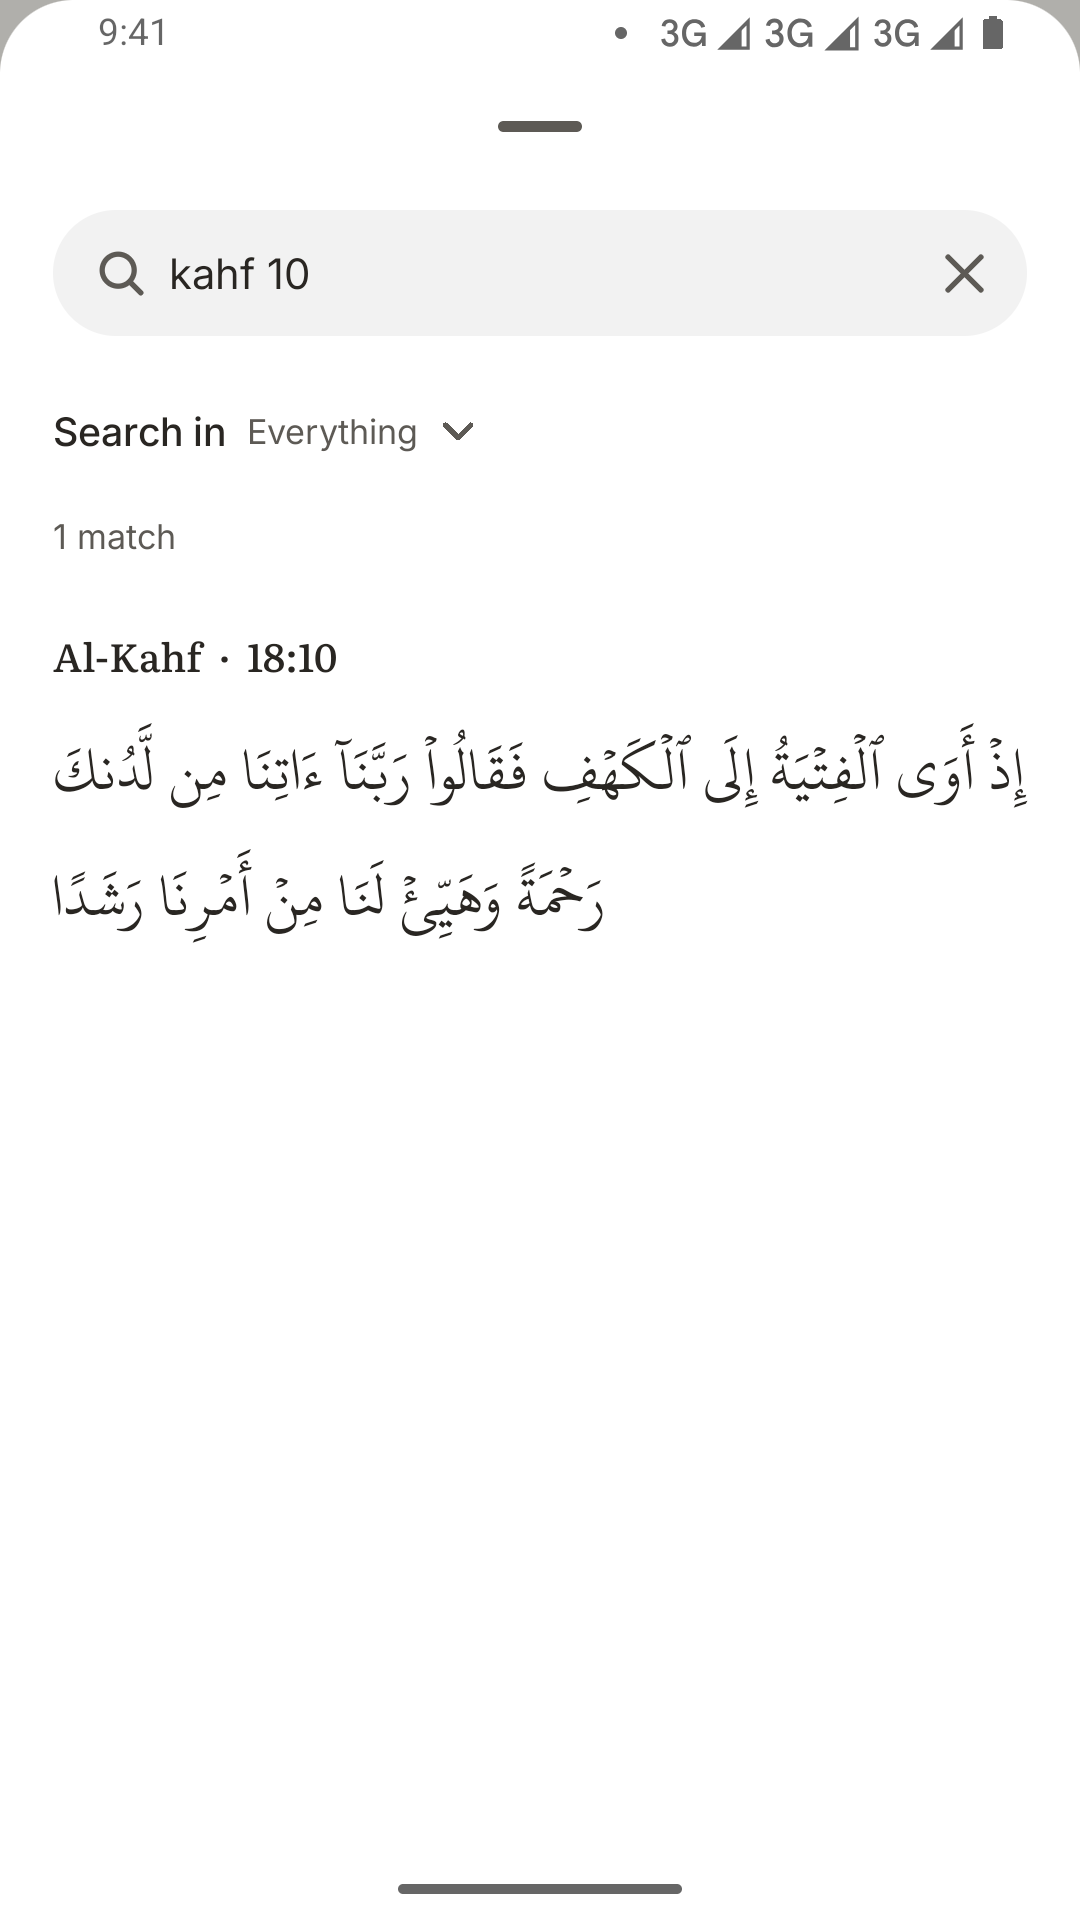 9:41 • 3G 3G 3G
kahf 10
Search in Everything
1 match
Al-Kahf · 18:10
إِذۡ أَوَى ٱلۡفِتۡيَةُ إِلَى ٱلۡكَهۡفِ فَقَالُواْ رَبَّنَآ ءَاتِنَا مِن لَّدُنكَ
رَحۡمَةٗ وَهَيِّئۡ لَنَا مِنۡ أَمۡرِنَا رَشَدٗا